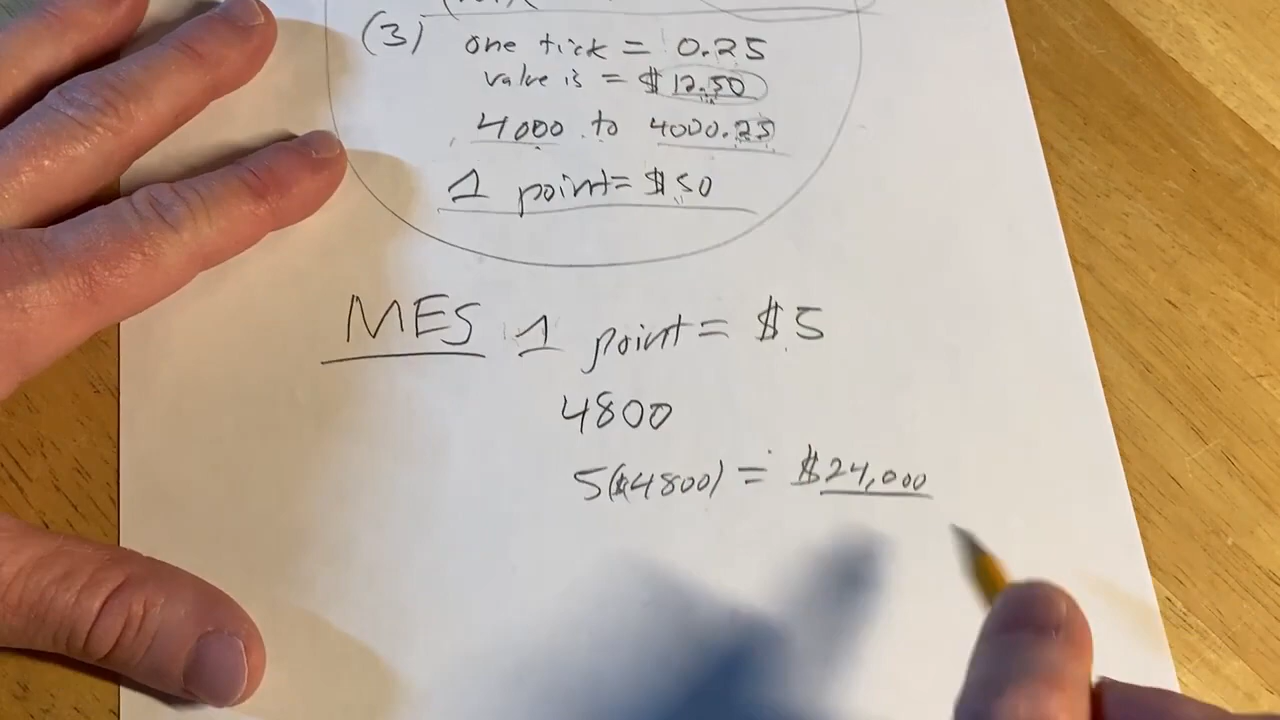 (3) one tick = 0.25
value is = $12.50
4000 to 4000.25
1 point = $50
MES 1 point = $5
4800
5($4800) = $24,000